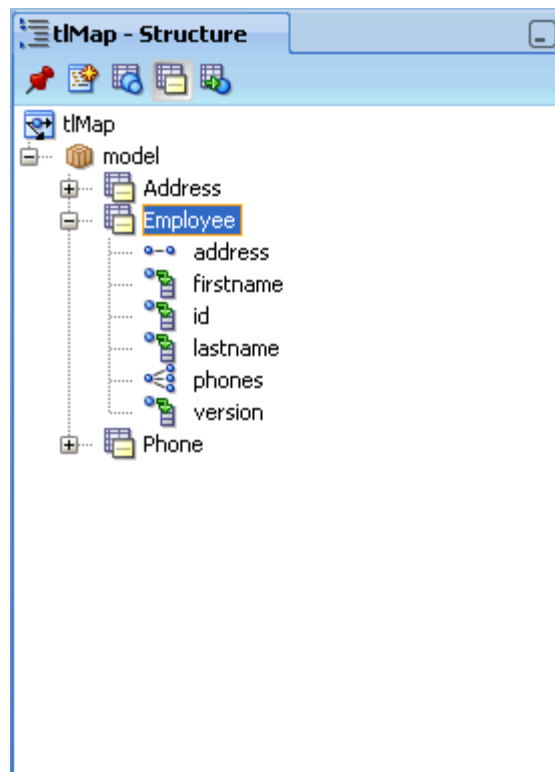 tlMap - Structure
tlMap
model
Address
Employee
address
firstname
id
lastname
phones
version
Phone